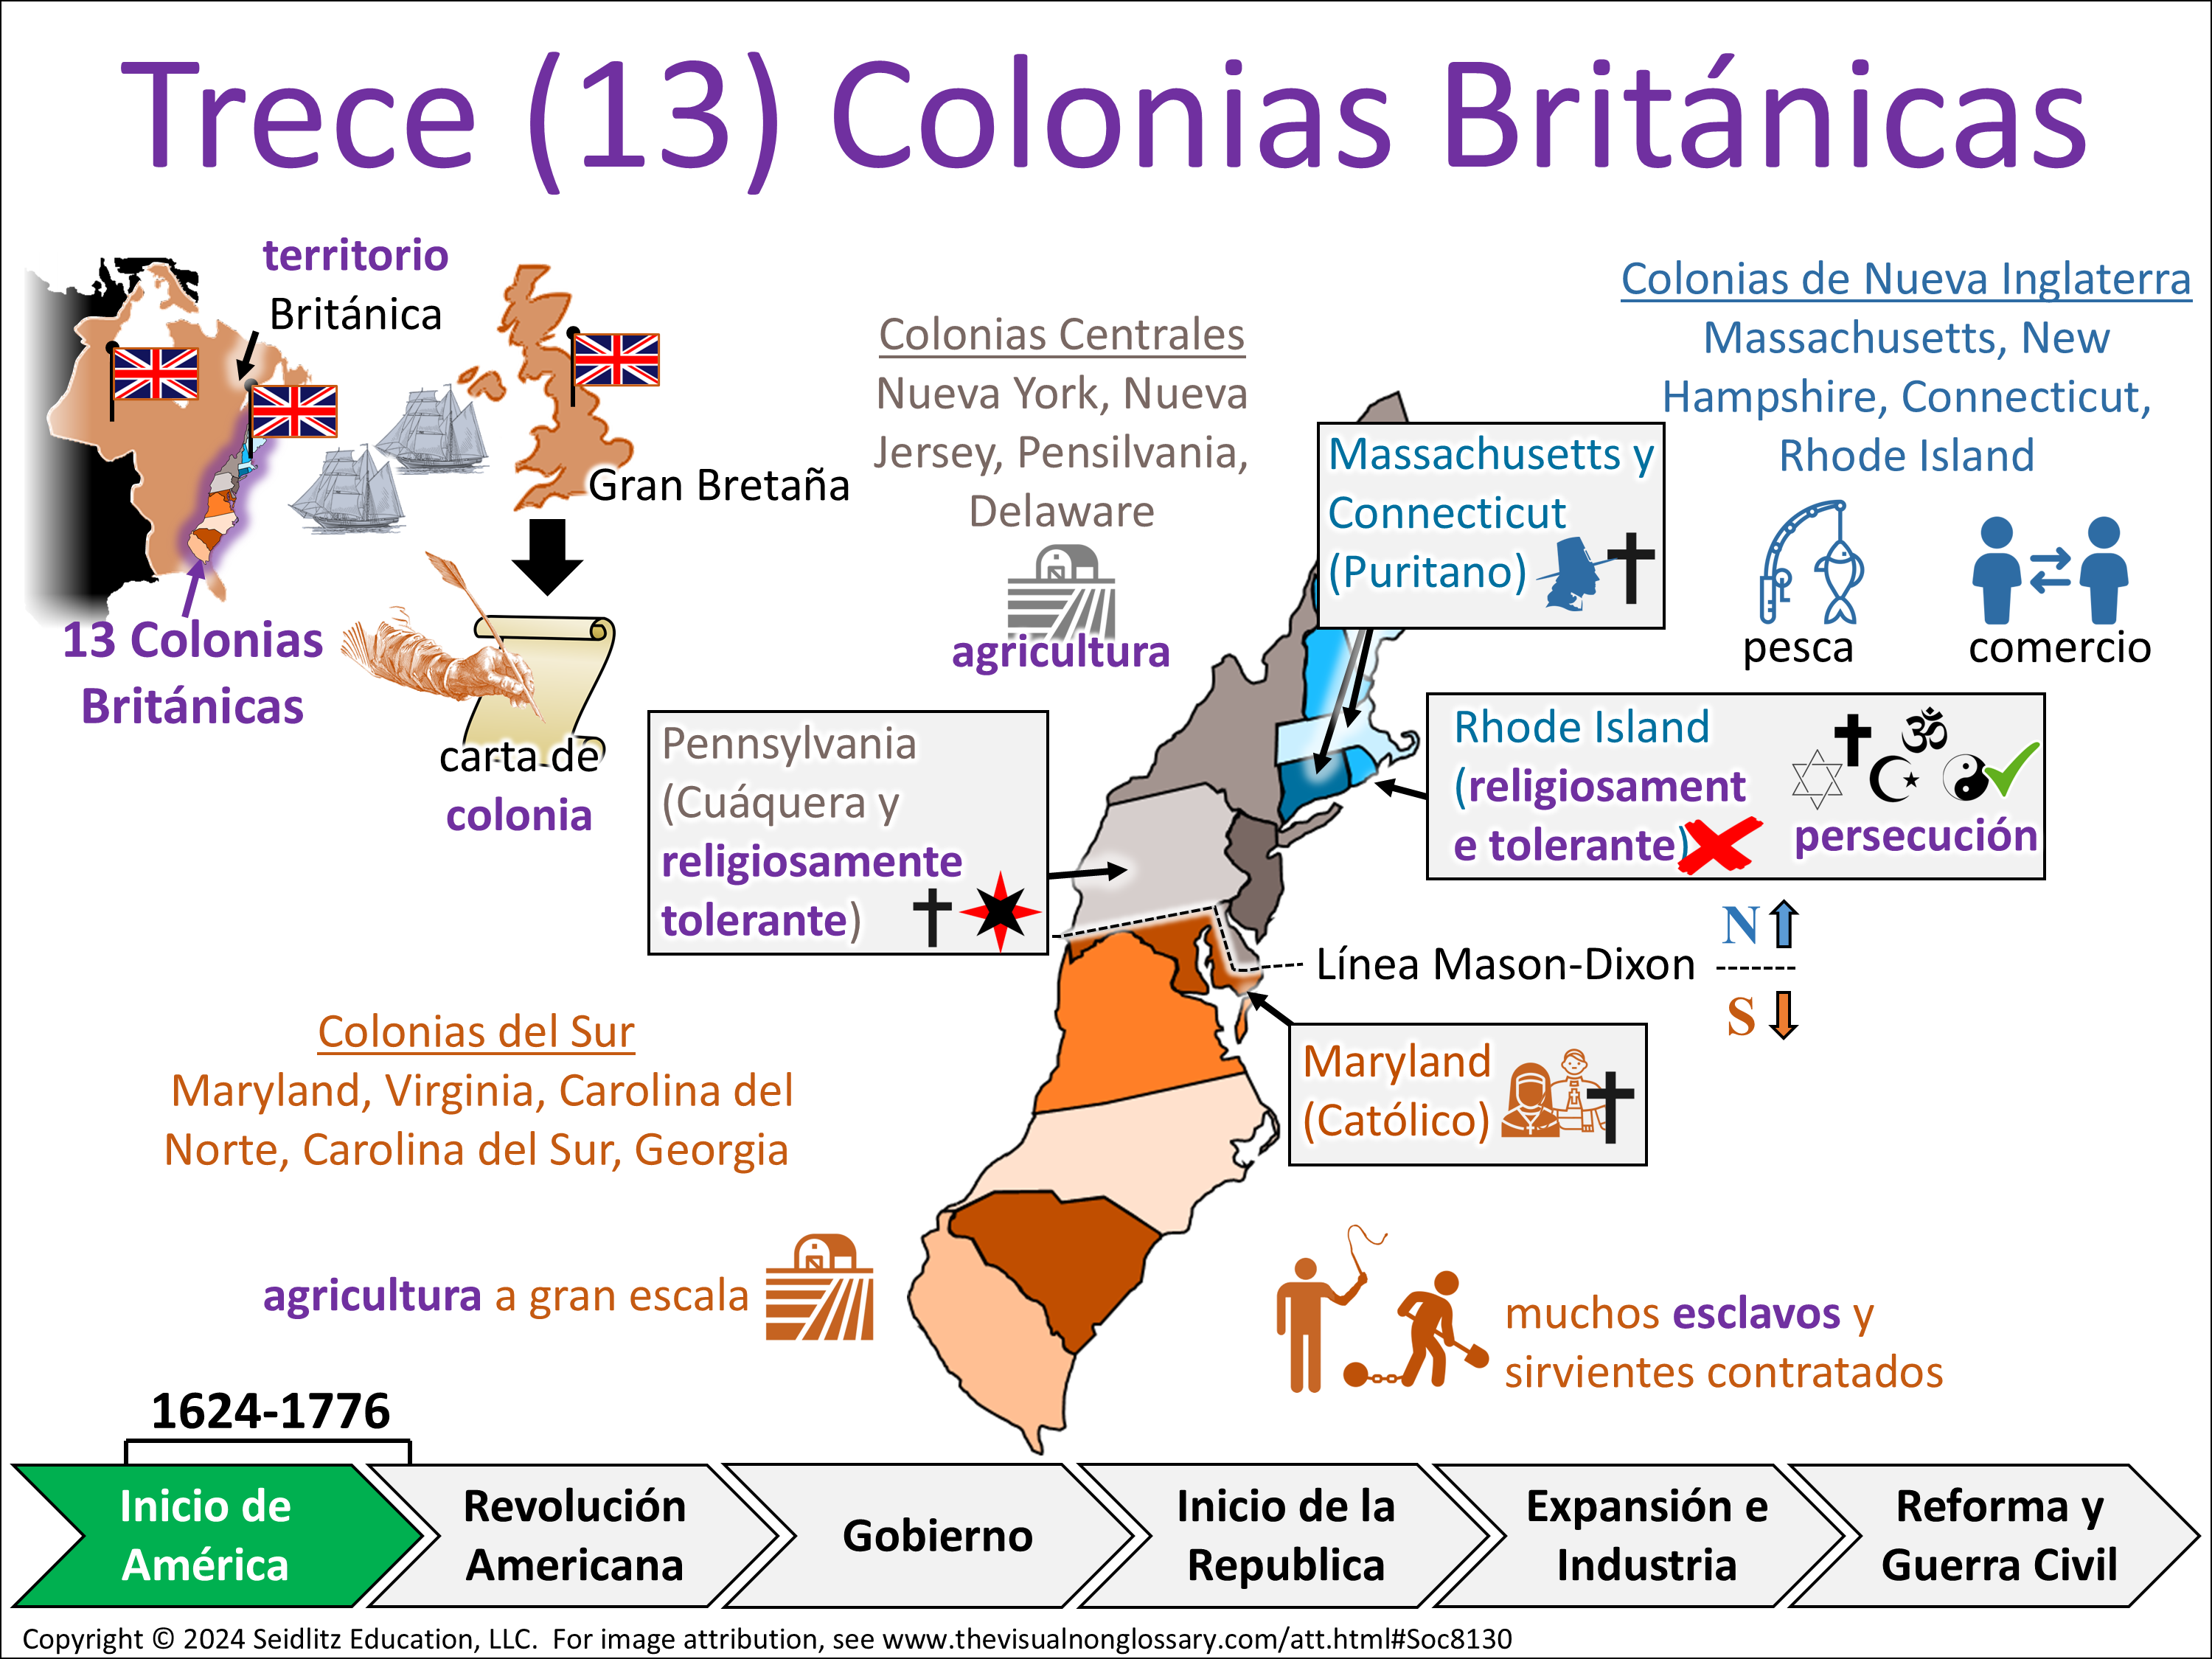 Trece (13) Colonias Británicas
territorio
Británica
Gran Bretaña
13 Colonias
Británicas
carta de
colonia
Colonias Centrales
Nueva York, Nueva
Jersey, Pensilvania,
Delaware
agricultura
Colonias de Nueva Inglaterra
Massachusetts, New
Hampshire, Connecticut,
Rhode Island
pesca
comercio
Massachusetts y
Connecticut
(Puritano)
Rhode Island
(religiosament
e tolerante)
persecución
Pennsylvania
(Cuáquera y
religiosamente
tolerante)
Línea Mason-Dixon
N
S
Maryland
(Católico)
Colonias del Sur
Maryland, Virginia, Carolina del
Norte, Carolina del Sur, Georgia
agricultura a gran escala
muchos esclavos y
sirvientes contratados
1624-1776
Inicio de
América
Revolución
Americana
Gobierno
Inicio de la
Republica
Expansión e
Industria
Reforma y
Guerra Civil
Copyright © 2024 Seidlitz Education, LLC.  For image attribution, see www.thevisualnonglossary.com/att.html#Soc8130